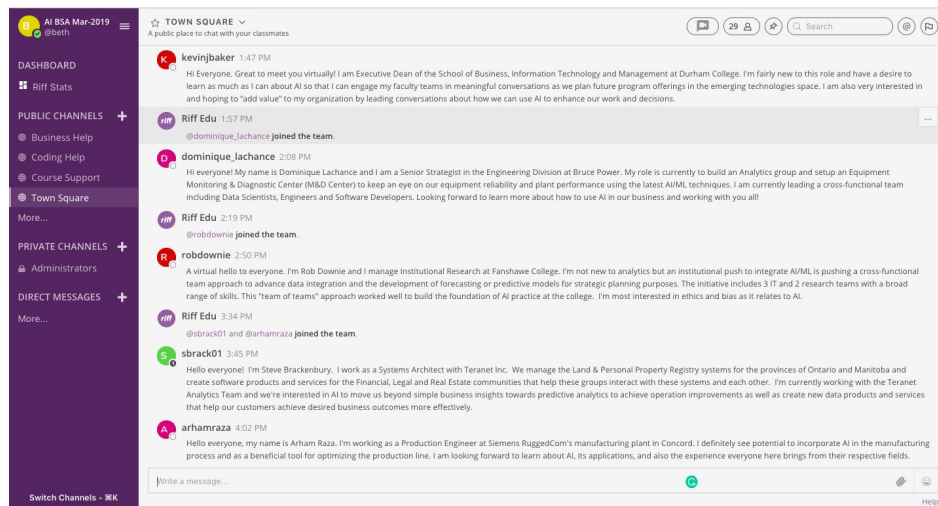 AI BSA Mar-2019
@beth
DASHBOARD
Riff Stats
PUBLIC CHANNELS +
Business Help
Coding Help
Course Support
Town Square
More...
PRIVATE CHANNELS +
Administrators
DIRECT MESSAGES +
More...
Switch Channels - ⌘K
TOWN SQUARE
A public place to chat with your classmates
29
Search
@
kevinjbaker 1:47 PM
Hi Everyone. Great to meet you virtually! I am Executive Dean of the School of Business, Information Technology and Management at Durham College. I'm fairly new to this role and have a desire to
learn as much as I can about AI so that I can engage my faculty teams in meaningful conversations as we plan future program offerings in the emerging technologies space. I am also very interested in
and hoping to "add value" to my organization by leading conversations about how we can use AI to enhance our work and decisions.
riff Riff Edu 1:57 PM
...
@dominique_lachance joined the team.
D dominique_lachance 2:08 PM
Hi everyone! My name is Dominique Lachance and I am a Senior Strategist in the Engineering Division at Bruce Power. My role is currently to build an Analytics group and setup an Equipment
Monitoring & Diagnostic Center (M&D Center) to keep an eye on our equipment reliability and plant performance using the latest AI/ML techniques. I am currently leading a cross-functional team
including Data Scientists, Engineers and Software Developers. Looking forward to learn more about how to use AI in our business and working with you all!
riff Riff Edu 2:19 PM
@robdownie joined the team.
R robdownie 2:50 PM
A virtual hello to everyone. I'm Rob Downie and I manage Institutional Research at Fanshawe College. I'm not new to analytics but an institutional push to integrate AI/ML is pushing a cross-functional
team approach to advance data integration and the development of forecasting or predictive models for strategic planning purposes. The initiative includes 3 IT and 2 research teams with a broad
range of skills. This "team of teams" approach worked well to build the foundation of AI practice at the college. I'm most interested in ethics and bias as it relates to AI.
riff Riff Edu 3:34 PM
@sbrack01 and @arhamraza joined the team.
S sbrack01 3:45 PM
Hello everyone! I'm Steve Brackenbury. I work as a Systems Architect with Teranet Inc. We manage the Land & Personal Property Registry systems for the provinces of Ontario and Manitoba and
create software products and services for the Financial, Legal and Real Estate communities that help these groups interact with these systems and each other. I'm currently working with the Teranet
Analytics Team and we're interested in AI to move us beyond simple business insights towards predictive analytics to achieve operation improvements as well as create new data products and services
that help our customers achieve desired business outcomes more effectively.
A arhamraza 4:02 PM
Hello everyone, my name is Arham Raza. I'm working as a Production Engineer at Siemens RuggedCom's manufacturing plant in Concord. I definitely see potential to incorporate AI in the manufacturing
process and as a beneficial tool for optimizing the production line. I am looking forward to learn about AI, its applications, and also the experience everyone here brings from their respective fields.
Write a message...
Help